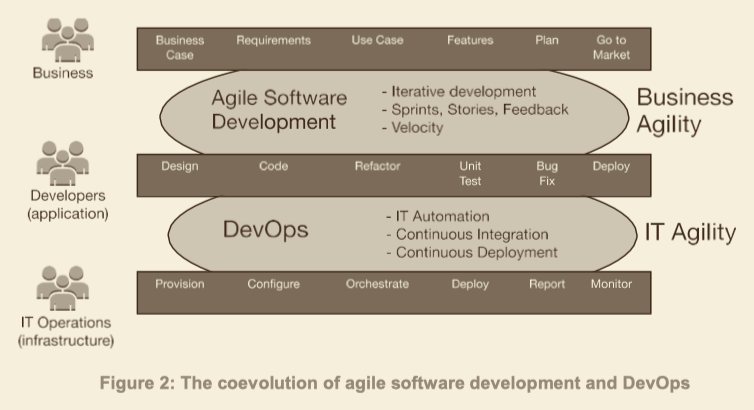 Business
Business Case
Requirements
Use Case
Features
Plan
Go to Market
Agile Software
Development
- Iterative development
- Sprints, Stories, Feedback
- Velocity
Business
Agility
Developers
(application)
Design
Code
Refactor
Unit Test
Bug Fix
Deploy
DevOps
- IT Automation
- Continuous Integration
- Continuous Deployment
IT Agility
IT Operations
(infrastructure)
Provision
Configure
Orchestrate
Deploy
Report
Monitor
Figure 2: The coevolution of agile software development and DevOps